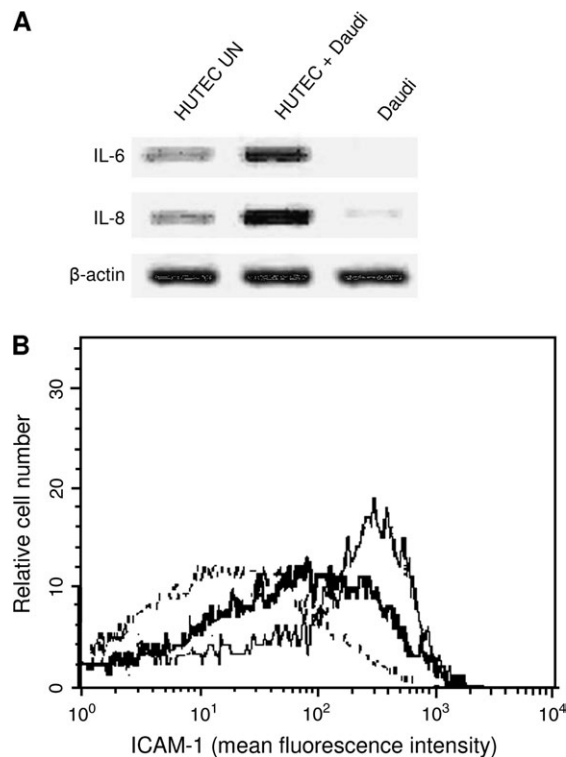 A
HUTEC UN
HUTEC + Daudi
Daudi
IL-6
IL-8
β-actin
B
Relative cell number
30
20
10
0
10⁰
10¹
10²
10³
10⁴
ICAM-1 (mean fluorescence intensity)